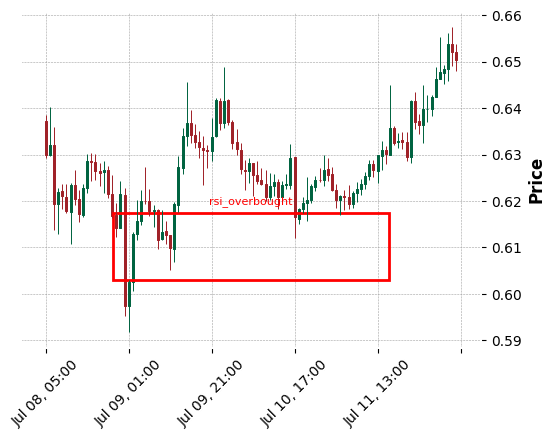 0.66
0.65
0.64
0.63
0.62
0.61
0.60
0.59
Price
rsi_overbought
Jul 08, 05:00
Jul 09, 01:00
Jul 09, 21:00
Jul 10, 17:00
Jul 11, 13:00